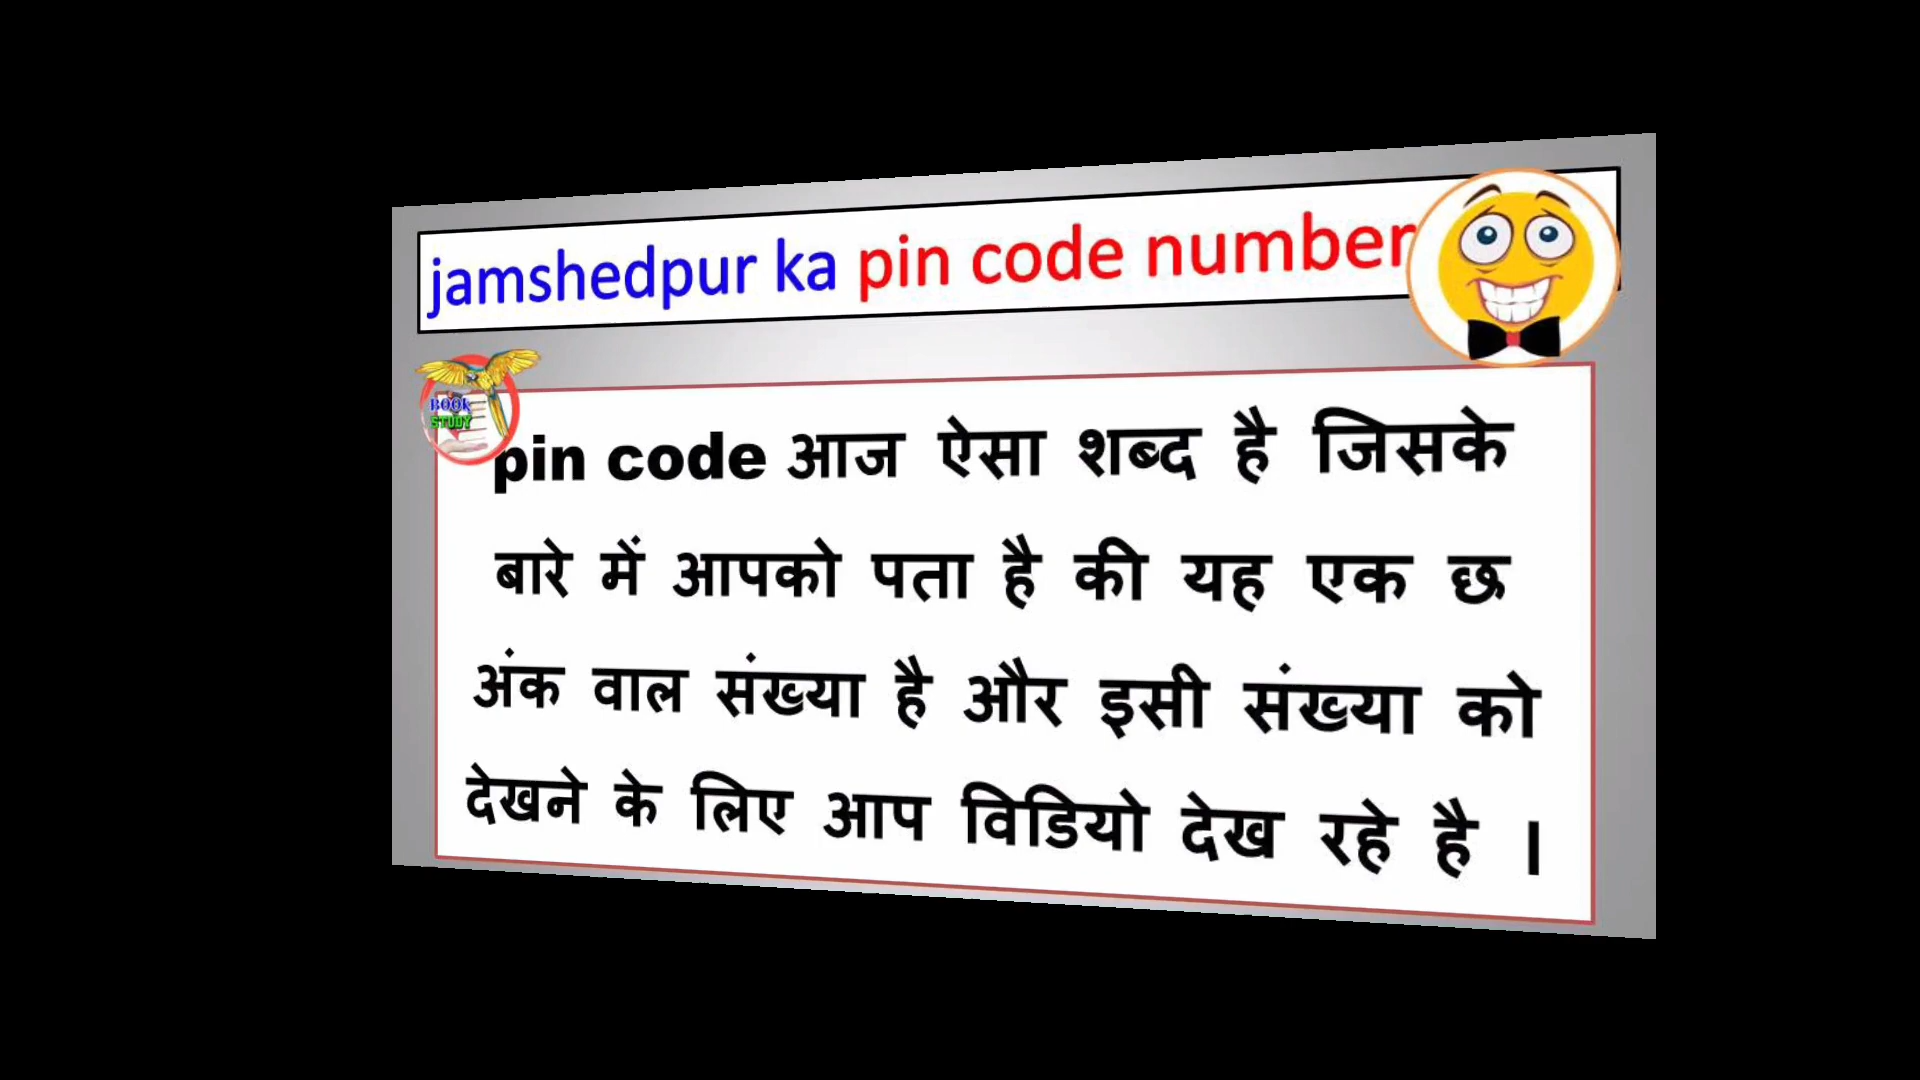 jamshedpur ka pin code number
BOOK
STUDY
pin code आज ऐसा शब्द है जिसके
बारे में आपको पता है की यह एक छ
अंक वाल संख्या है और इसी संख्या को
देखने के लिए आप विडियो देख रहे है ।